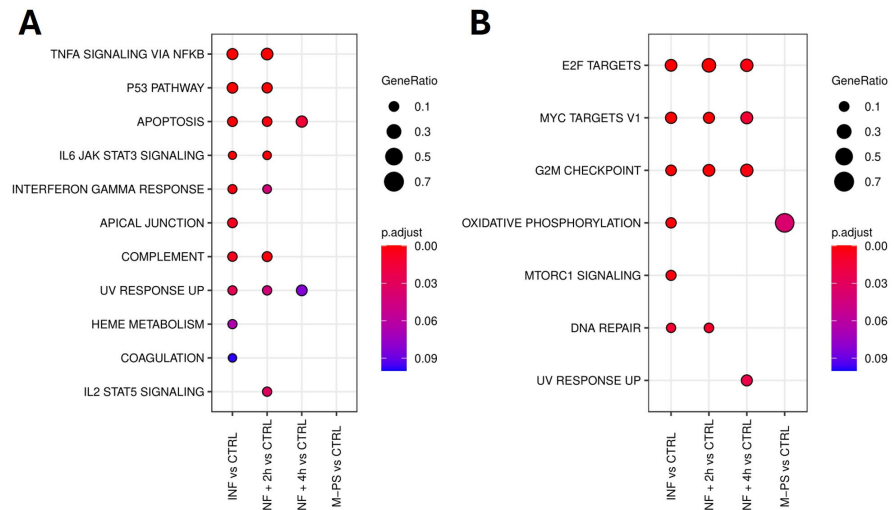 A
TNFA SIGNALING VIA NFKB
P53 PATHWAY
APOPTOSIS
IL6 JAK STAT3 SIGNALING
INTERFERON GAMMA RESPONSE
APICAL JUNCTION
COMPLEMENT
UV RESPONSE UP
HEME METABOLISM
COAGULATION
IL2 STAT5 SIGNALING
INF vs CTRL
NF + 2h vs CTRL
NF + 4h vs CTRL
M−PS vs CTRL
GeneRatio
0.1
0.3
0.5
0.7
p.adjust
0.00
0.03
0.06
0.09
B
E2F TARGETS
MYC TARGETS V1
G2M CHECKPOINT
OXIDATIVE PHOSPHORYLATION
MTORC1 SIGNALING
DNA REPAIR
UV RESPONSE UP
INF vs CTRL
NF + 2h vs CTRL
NF + 4h vs CTRL
M−PS vs CTRL
GeneRatio
0.1
0.3
0.5
0.7
p.adjust
0.00
0.03
0.06
0.09